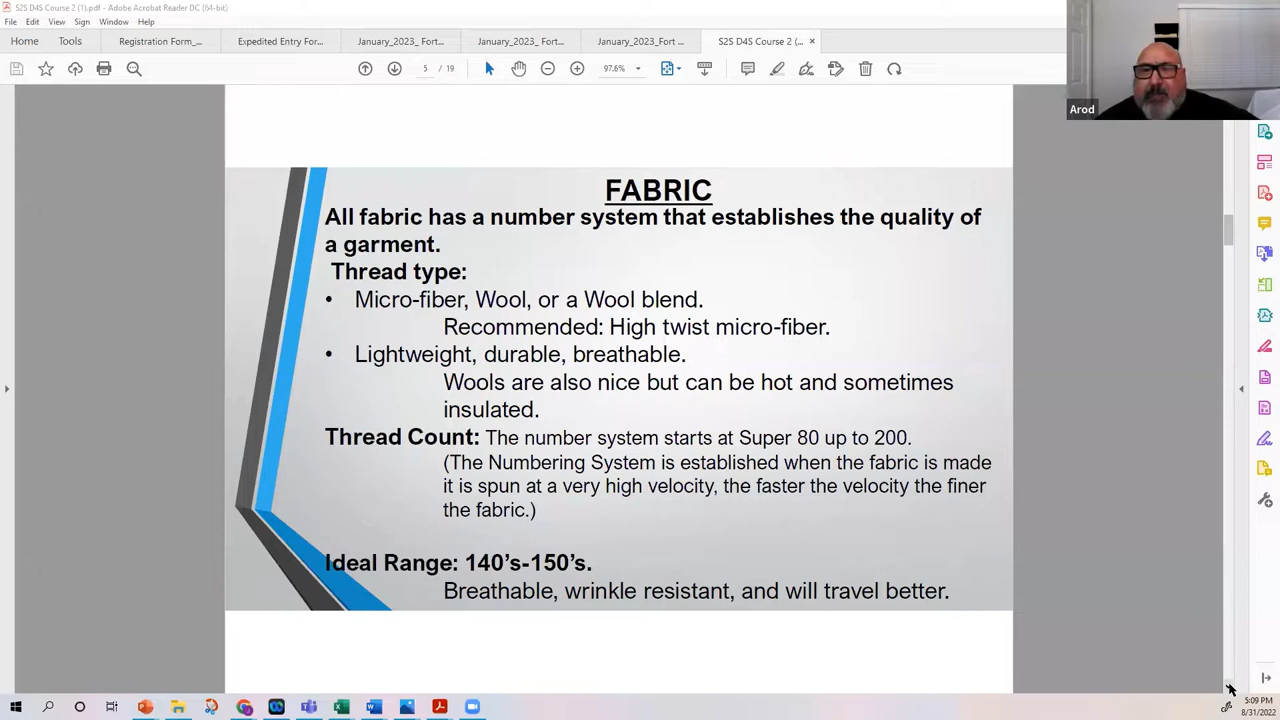 S2S D4S Course 2 (1).pdf - Adobe Acrobat Reader DC (64-bit)
File Edit View Sign Window Help
Home Tools Registration Form_... Expedited Entry For... January_2023_ Fort... January_2023_ Fort... January_2023_Fort ... S2S D4S Course 2 (... ×
5 / 19 97.6%
Arod
FABRIC
All fabric has a number system that establishes the quality of
a garment.
Thread type:
• Micro-fiber, Wool, or a Wool blend.
Recommended: High twist micro-fiber.
• Lightweight, durable, breathable.
Wools are also nice but can be hot and sometimes
insulated.
Thread Count: The number system starts at Super 80 up to 200.
(The Numbering System is established when the fabric is made
it is spun at a very high velocity, the faster the velocity the finer
the fabric.)
Ideal Range: 140’s-150’s.
Breathable, wrinkle resistant, and will travel better.
5:09 PM
8/31/2022